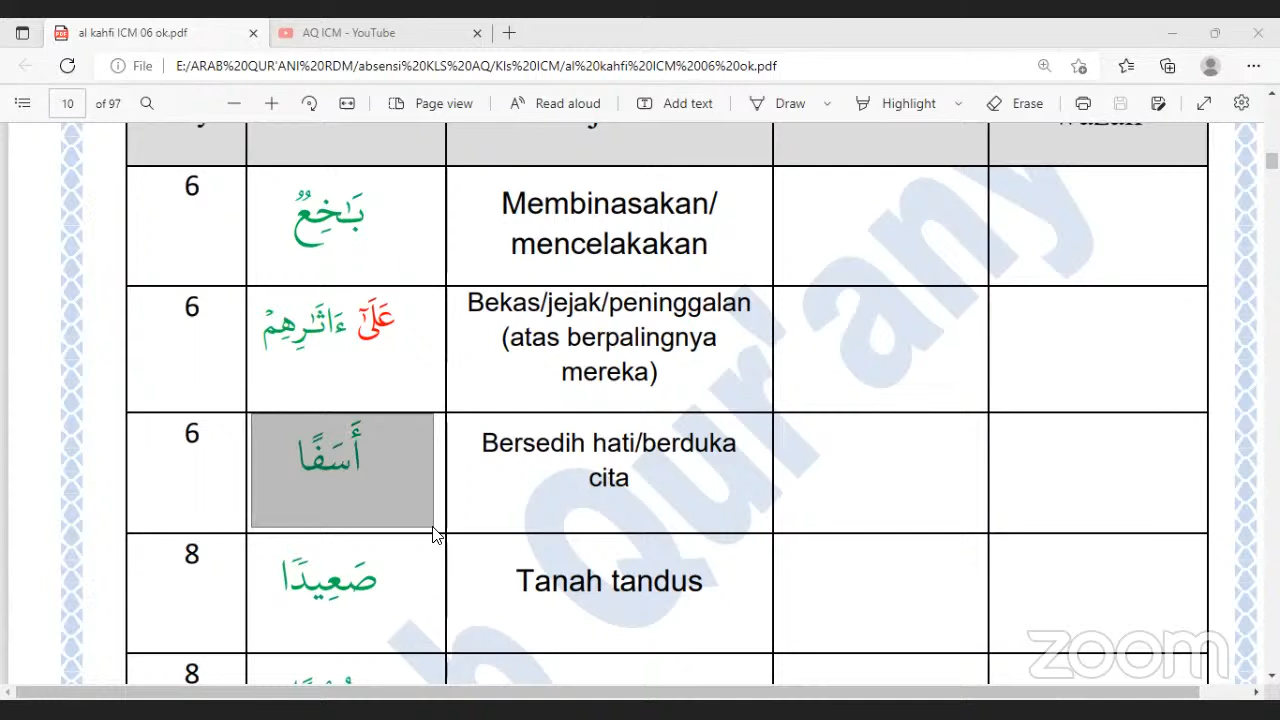 al kahfi ICM 06 ok.pdf
AQ ICM - YouTube
File
E:/ARAB%20QUR'ANI%20RDM/absensi%20KLS%20AQ/Kls%20ICM/al%20kahfi%20ICM%2006%20ok.pdf
10 of 97
Page view
Read aloud
Add text
Draw
Highlight
Erase
6
بَـٰخِعٌۭ
Membinasakan/
mencelakakan
6
عَلَىٰٓ ءَاثَـٰرِهِمْ
Bekas/jejak/peninggalan
(atas berpalingnya
mereka)
6
أَسَفًا
Bersedih hati/berduka
cita
8
صَعِيدًۭا
Tanah tandus
8
h Qur'any
zoom